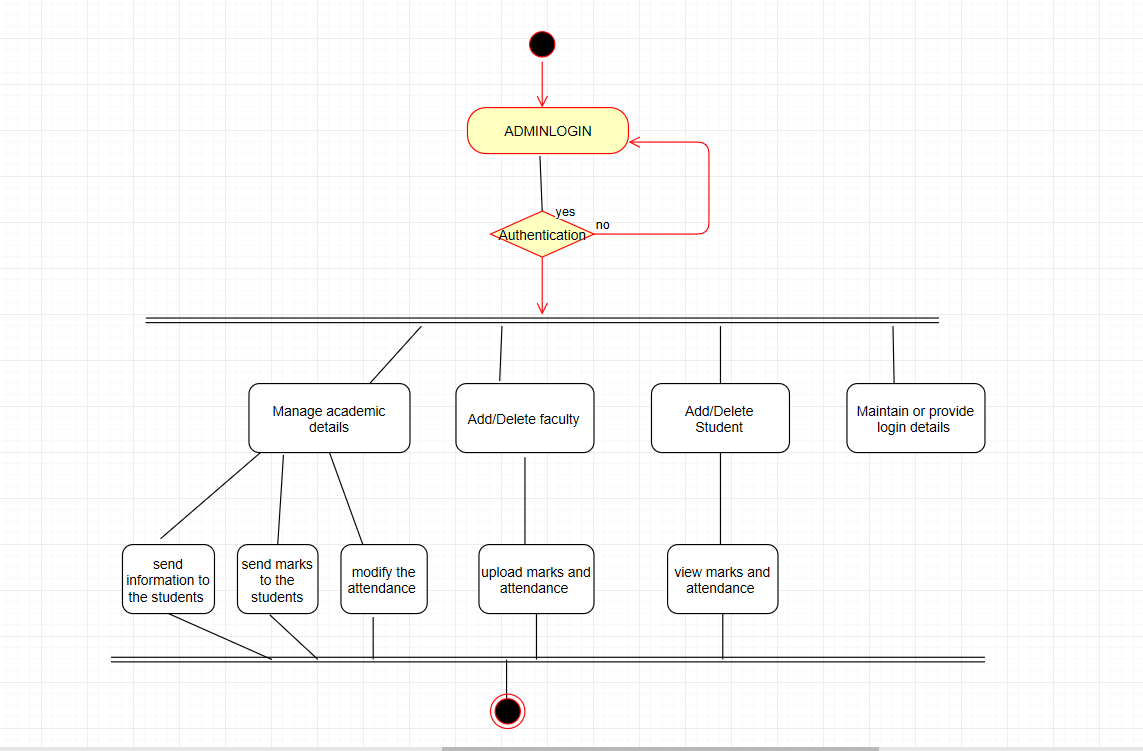 ADMINLOGIN
yes
no
Authentication
Manage academic
details
Add/Delete faculty
Add/Delete
Student
Maintain or provide
login details
send
information to
the students
send marks
to the
students
modify the
attendance
upload marks and
attendance
view marks and
attendance